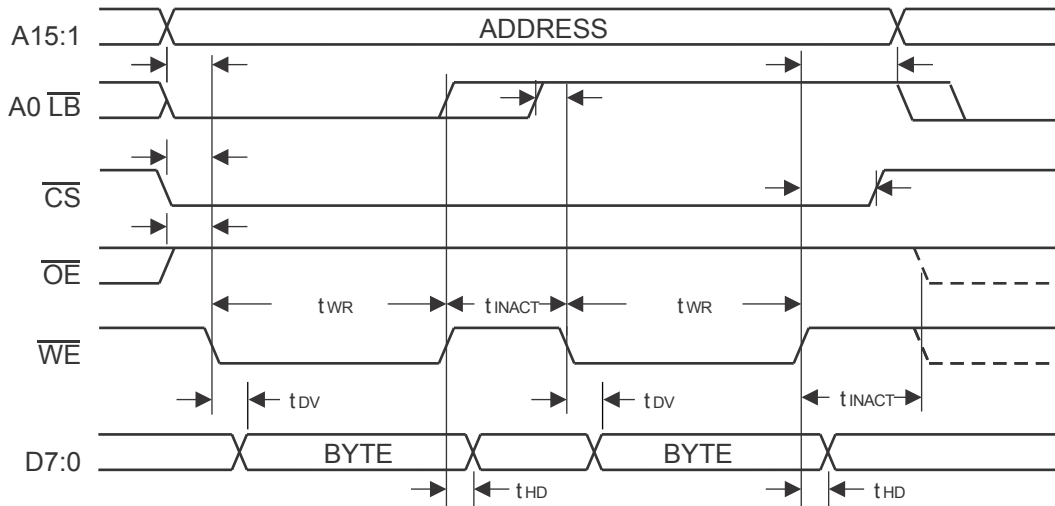 A15:1 ADDRESS
A0 LB
CS
OE
tWR tINACT tWR
WE
tDV tDV tINACT
D7:0 BYTE BYTE
tHD tHD